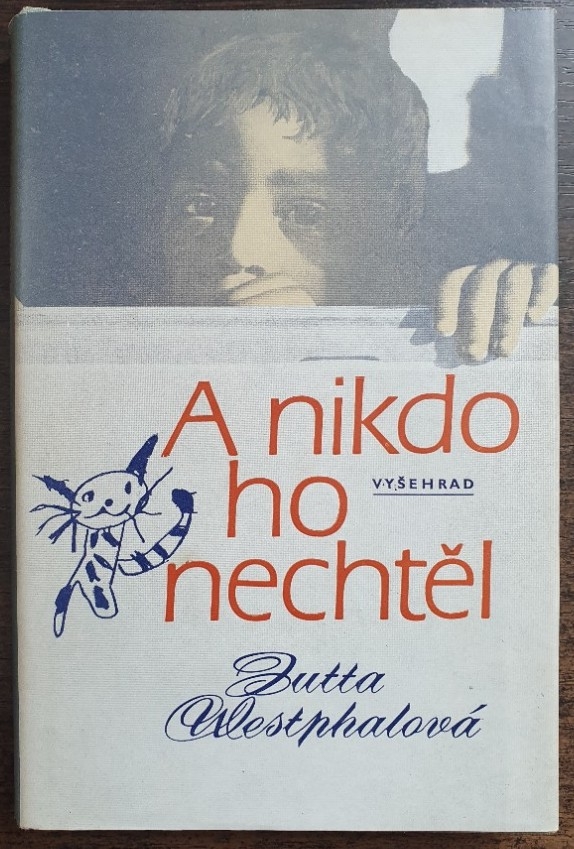 A nikdo
ho
VYŠEHRAD
nechtěl
Jutta
Westphalová